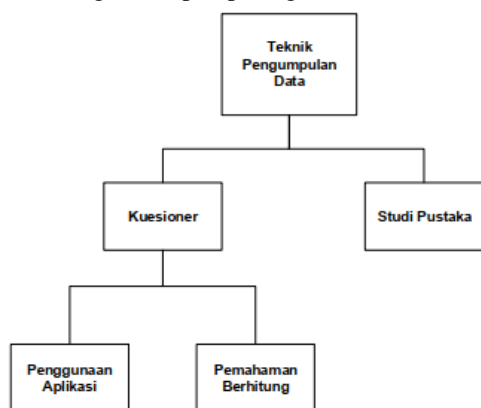 Teknik
Pengumpulan
Data
Kuesioner
Studi Pustaka
Penggunaan
Aplikasi
Pemahaman
Berhitung